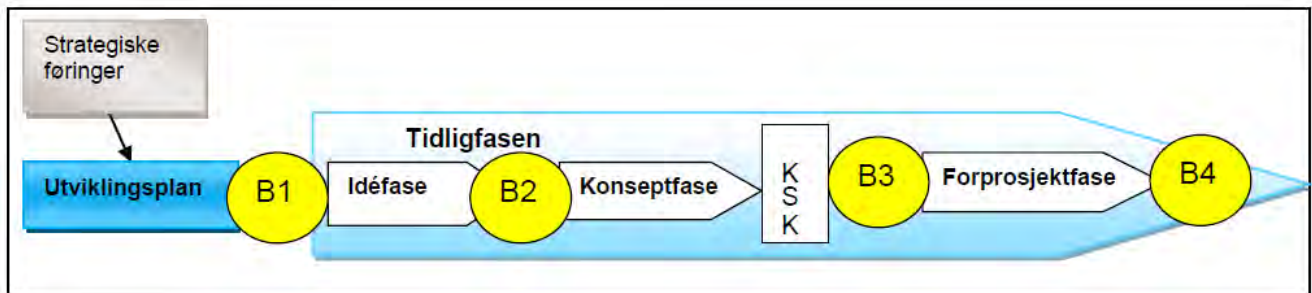 Strategiske
føringer
Tidligfasen
Utviklingsplan
B1
Idéfase
B2
Konseptfase
K
S
K
B3
Forprosjektfase
B4